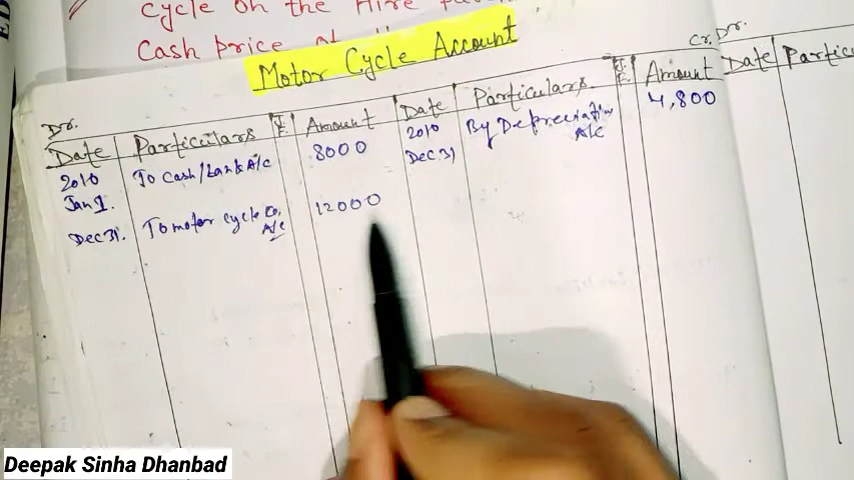 Cycle on the Hire
Cash price
Motor Cycle Account
Dr. Cr. Dr.
Date Particulars J.F. Amount Date Particulars J.F. Amount Date
2010 To Cash/Bank A/c 8000 2010 By Depreciation A/c 4,800
Jan 1. Dec 31
Dec 31. To motor cycle Co. A/c 12000
Deepak Sinha Dhanbad